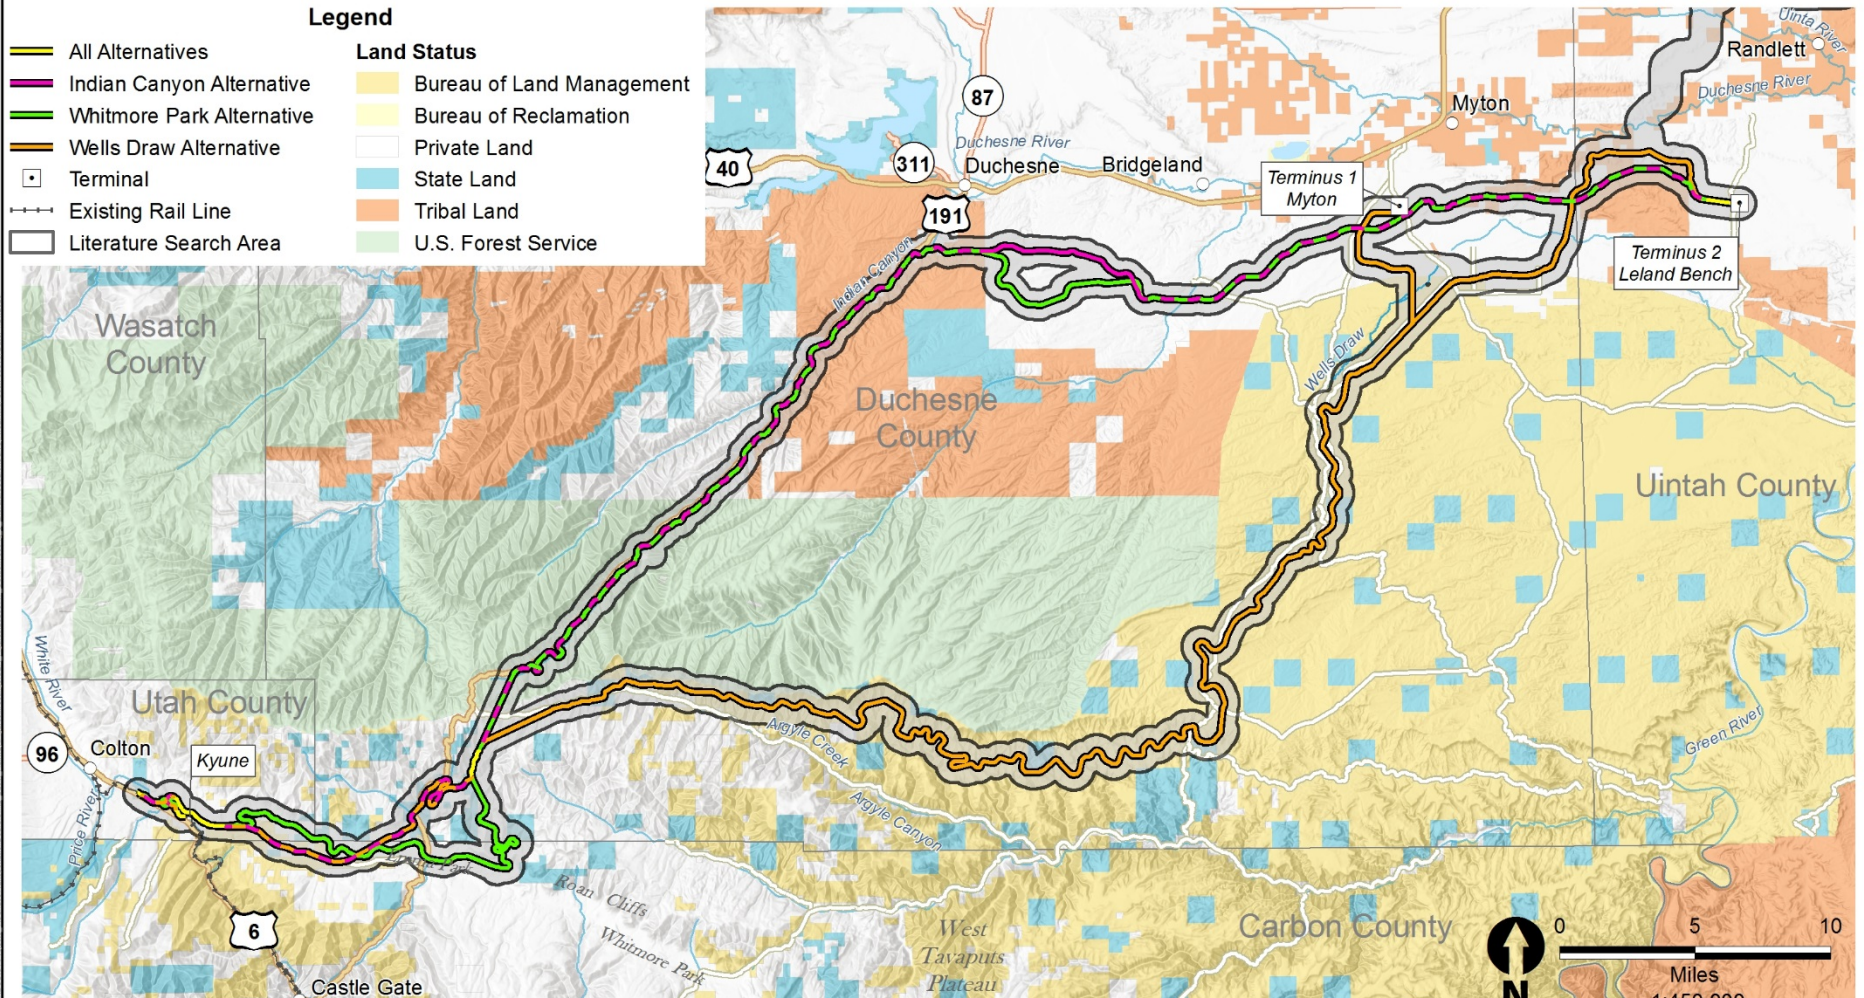 Legend
All Alternatives
Indian Canyon Alternative
Whitmore Park Alternative
Wells Draw Alternative
Terminal
Existing Rail Line
Literature Search Area
Land Status
Bureau of Land Management
Bureau of Reclamation
Private Land
State Land
Tribal Land
U.S. Forest Service
Uinta River
Randlett
Duchesne River
87
Myton
Duchesne River
40
311
Duchesne
Bridgeland
Terminus 1
Myton
191
Indian Canyon
Terminus 2
Leland Bench
Wasatch
County
Wells Draw
Duchesne
County
Uintah County
White River
Utah County
Green River
96
Colton
Kyune
Argyle Creek
Price River
Argyle Canyon
Roan Cliffs
West
Tavaputs
Plateau
Whitmore Park
Carbon County
6
Castle Gate
0 5 10
Miles
N